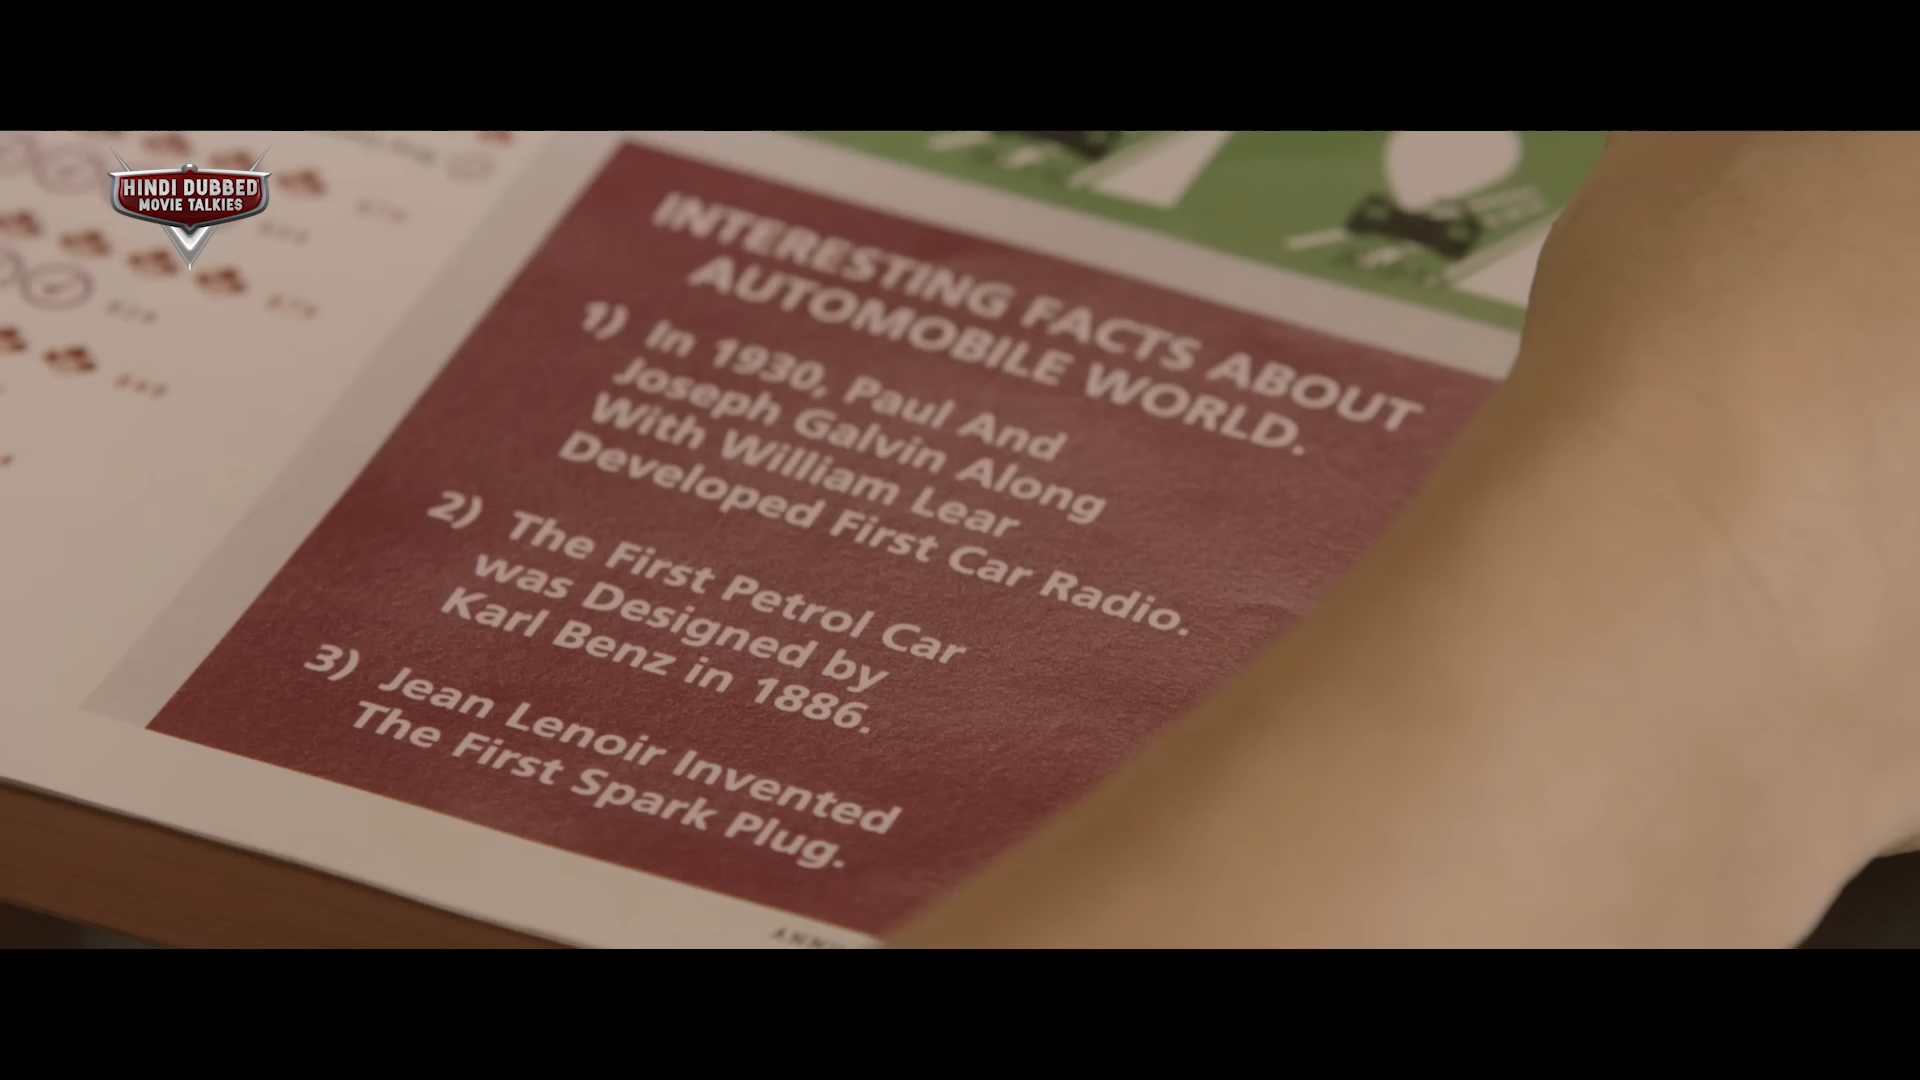 HINDI DUBBED
MOVIE TALKIES
INTERESTING FACTS ABOUT
AUTOMOBILE WORLD.
1) In 1930, Paul And
Joseph Galvin Along
With William Lear
Developed First Car Radio.
2) The First Petrol Car
was Designed by
Karl Benz in 1886.
3) Jean Lenoir Invented
The First Spark Plug.